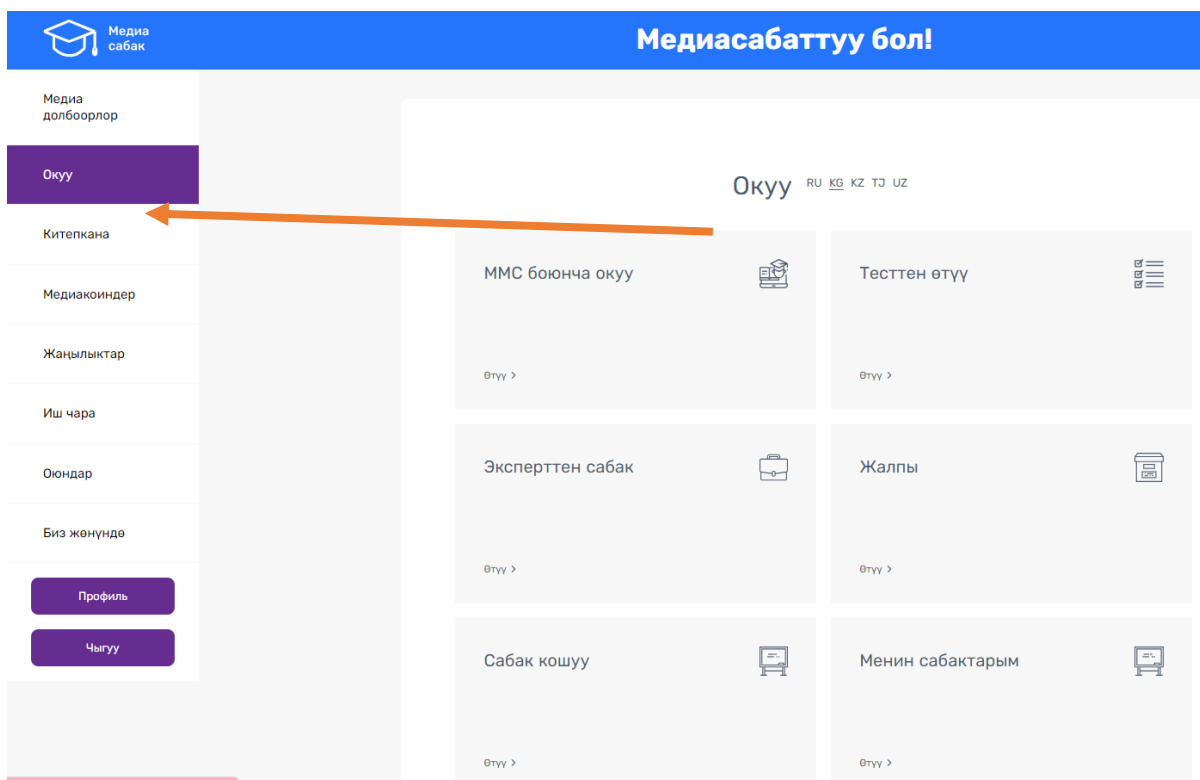 Медиа
сабак
Медиасабаттуу бол!
Медиа
долбоорлор
Окуу
Китепкана
Медиакоиндер
Жаңылыктар
Иш чара
Оюндар
Биз жөнүндө
Профиль
Чыгуу
Окуу RU KG KZ TJ UZ
ММС боюнча окуу
Өтүү >
Тесттен өтүү
Өтүү >
Эксперттен сабак
Өтүү >
Жалпы
Өтүү >
Сабак кошуу
Өтүү >
Менин сабактарым
Өтүү >